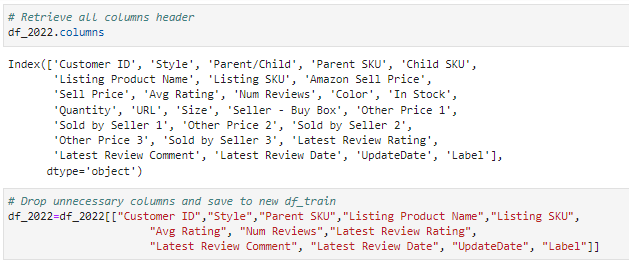 # Retrieve all columns header
df_2022.columns
Index(['Customer ID', 'Style', 'Parent/Child', 'Parent SKU', 'Child SKU',
'Listing Product Name', 'Listing SKU', 'Amazon Sell Price',
'Sell Price', 'Avg Rating', 'Num Reviews', 'Color', 'In Stock',
'Quantity', 'URL', 'Size', 'Seller - Buy Box', 'Other Price 1',
'Sold by Seller 1', 'Other Price 2', 'Sold by Seller 2',
'Other Price 3', 'Sold by Seller 3', 'Latest Review Rating',
'Latest Review Comment', 'Latest Review Date', 'UpdateDate', 'Label'],
dtype='object')
# Drop unnecessary columns and save to new df_train
df_2022=df_2022[["Customer ID","Style","Parent SKU","Listing Product Name","Listing SKU",
"Avg Rating", "Num Reviews","Latest Review Rating",
"Latest Review Comment", "Latest Review Date", "UpdateDate", "Label"]]